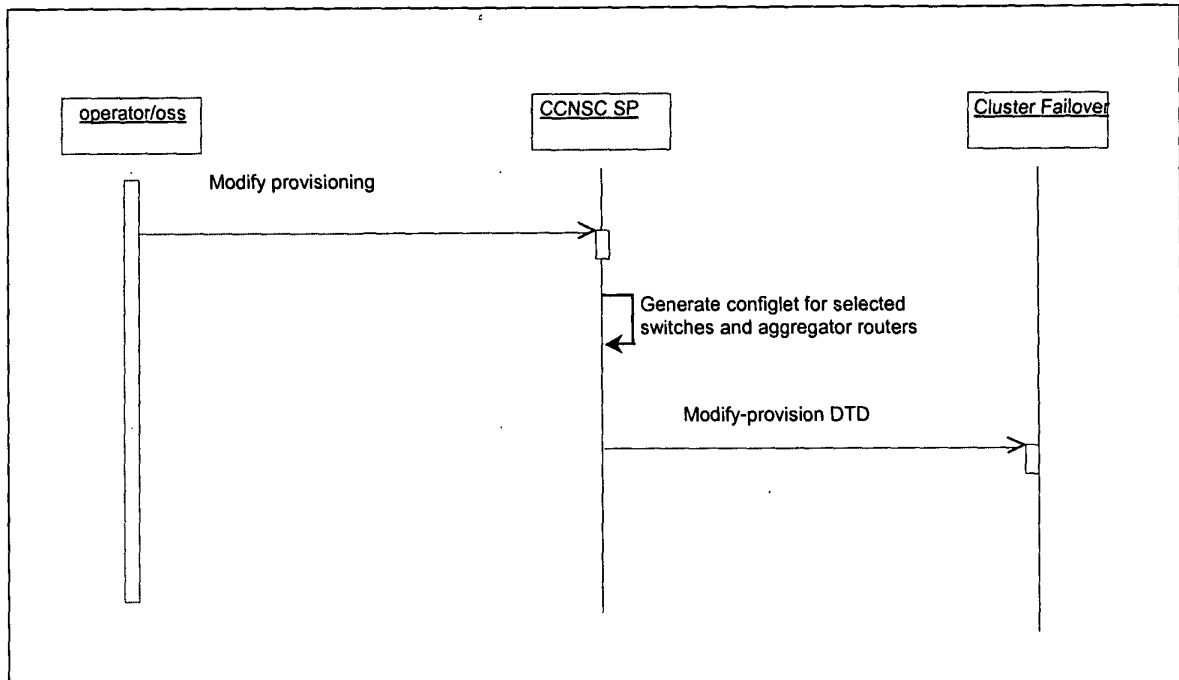 operator/oss
CCNSC SP
Cluster Failover
Modify provisioning
Generate configlet for selected
switches and aggregator routers
Modify-provision DTD